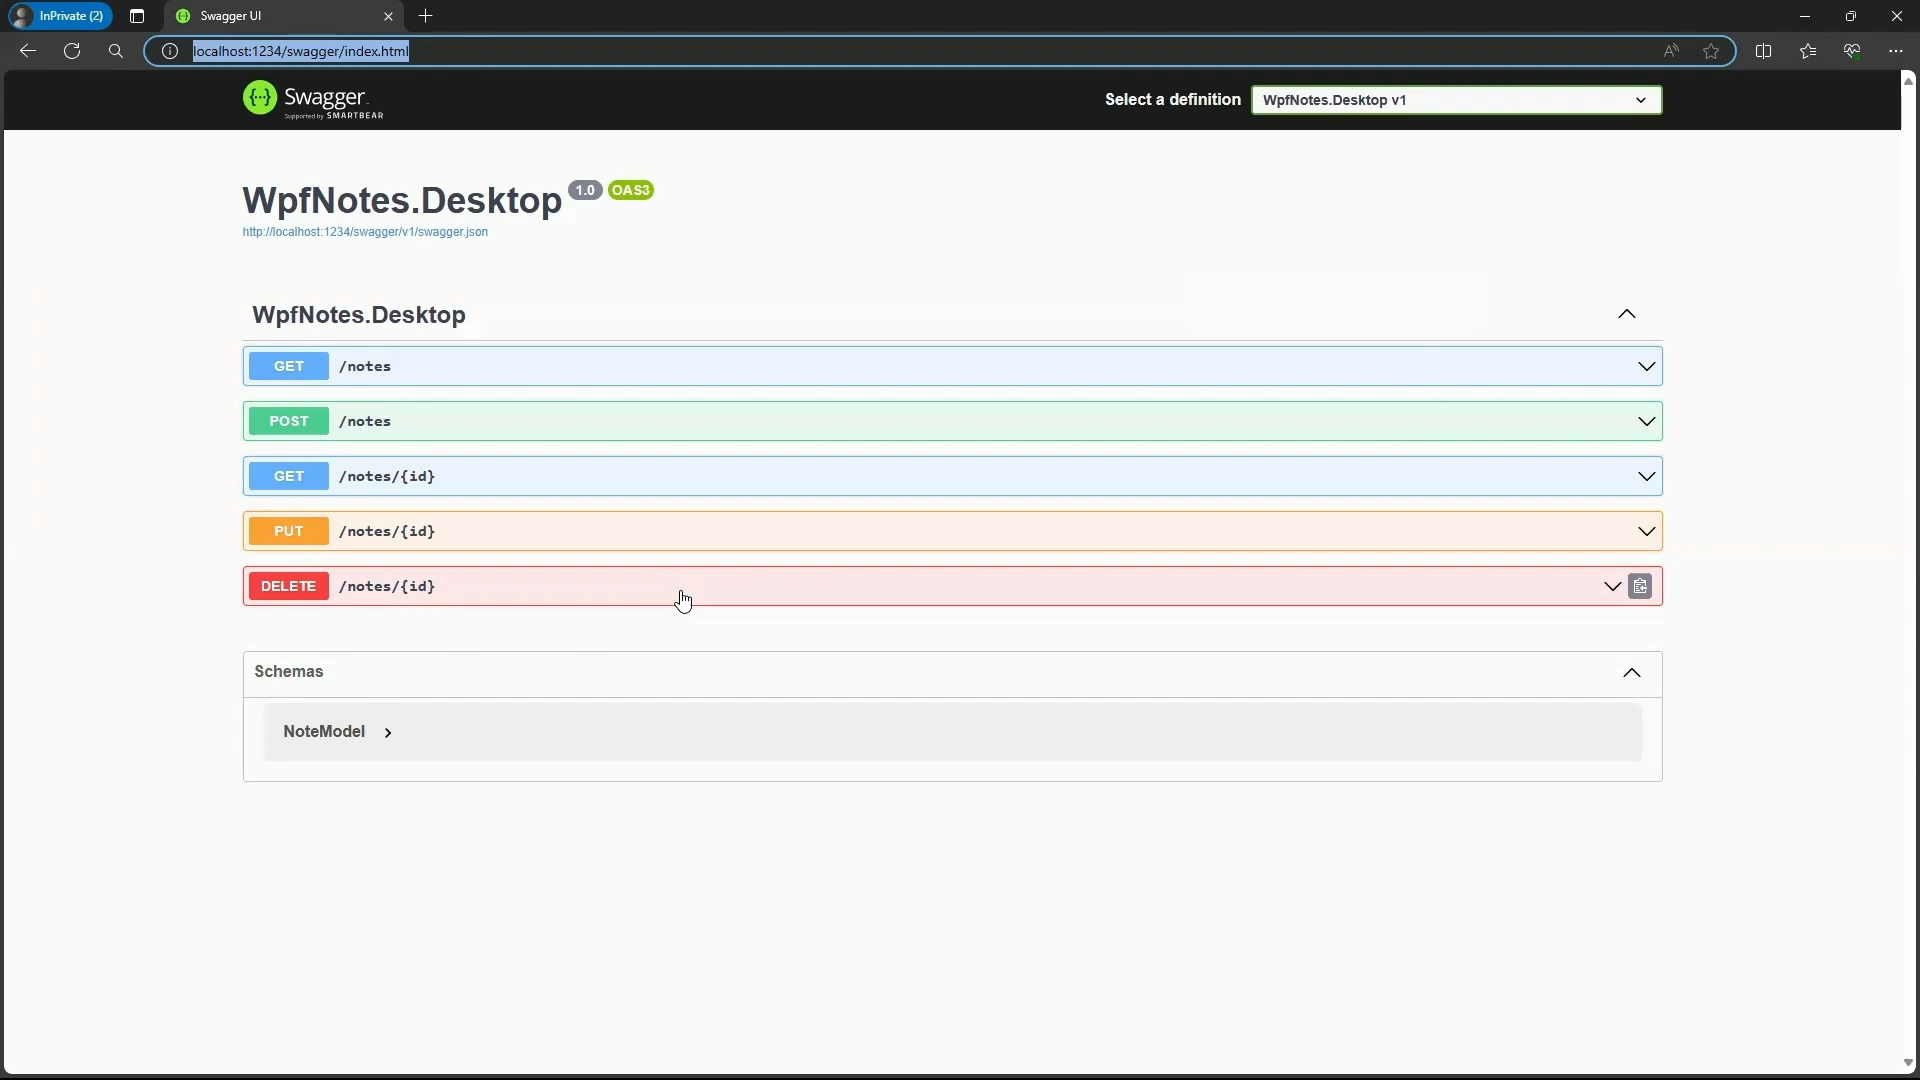 InPrivate (2)
Swagger UI
localhost:1234/swagger/index.html
Swagger.
Supported by SMARTBEAR
Select a definition
WpfNotes.Desktop v1
WpfNotes.Desktop 1.0 OAS3
http://localhost:1234/swagger/v1/swagger.json
WpfNotes.Desktop
GET /notes
POST /notes
GET /notes/{id}
PUT /notes/{id}
DELETE /notes/{id}
Schemas
NoteModel